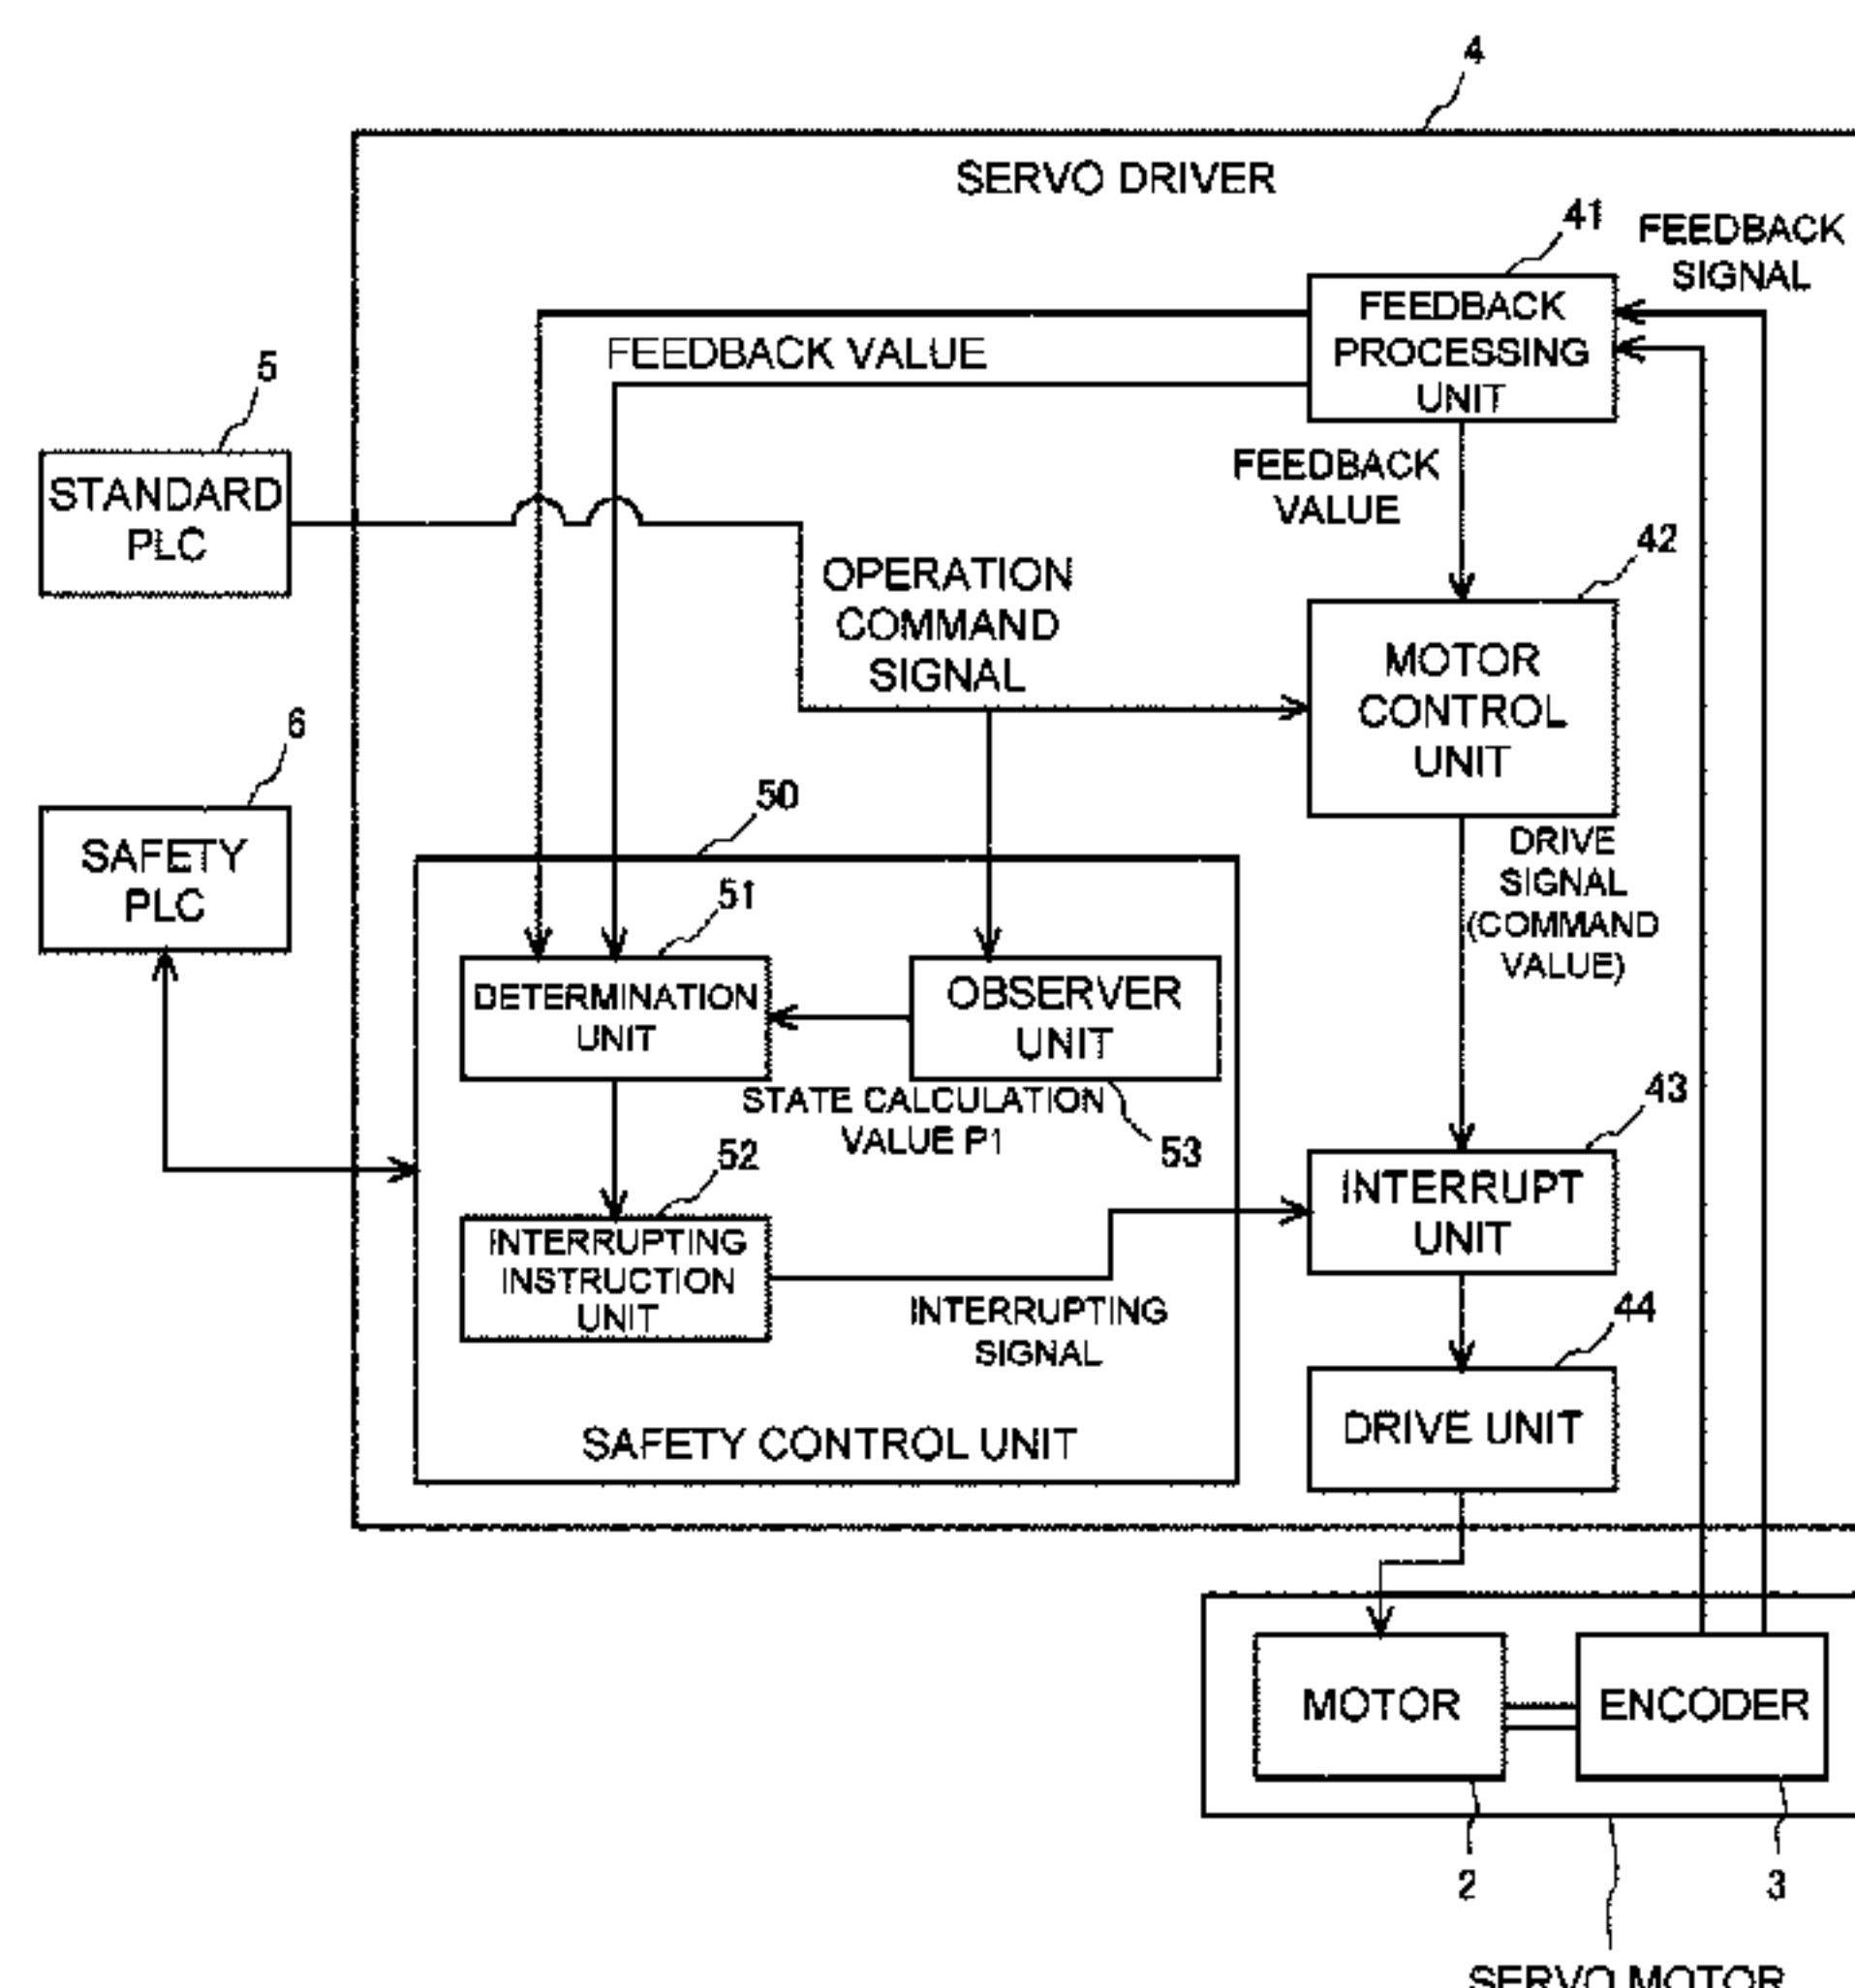 4
SERVO DRIVER
41
FEEDBACK
SIGNAL
FEEDBACK
PROCESSING
UNIT
FEEDBACK VALUE
5
STANDARD
PLC
FEEDBACK
VALUE
42
OPERATION
COMMAND
SIGNAL
MOTOR
CONTROL
UNIT
6
SAFETY
PLC
50
DRIVE
SIGNAL
(COMMAND
VALUE)
51
DETERMINATION
UNIT
OBSERVER
UNIT
STATE CALCULATION
VALUE P1
53
43
52
INTERRUPT
UNIT
INTERRUPTING
INSTRUCTION
UNIT
INTERRUPTING
SIGNAL
44
DRIVE UNIT
SAFETY CONTROL UNIT
MOTOR
ENCODER
2
3
SERVO MOTOR